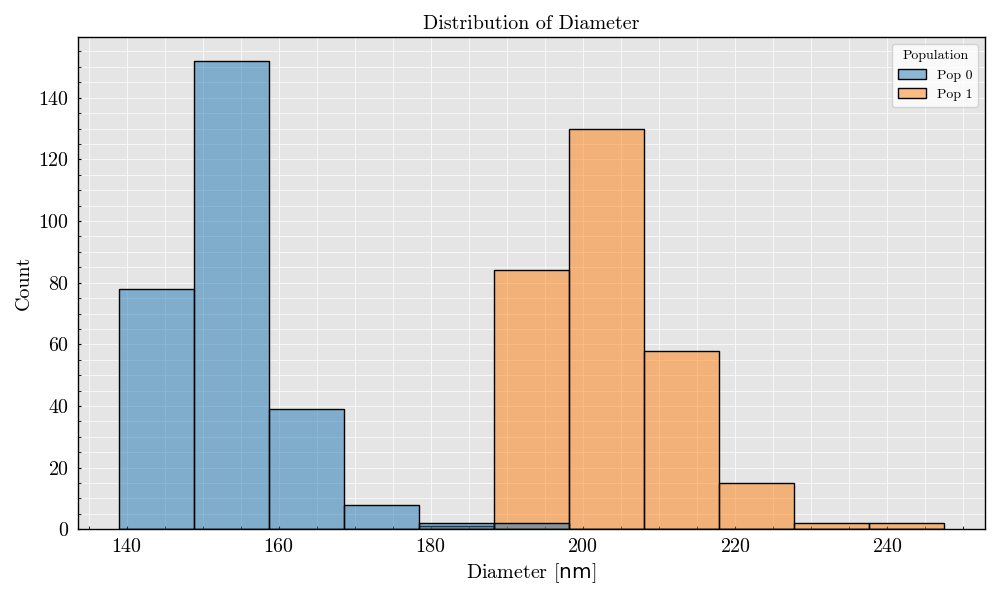 Distribution of Diameter
Population
Pop 0
Pop 1
Count
140
120
100
80
60
40
20
0
140 160 180 200 220 240
Diameter [nm]